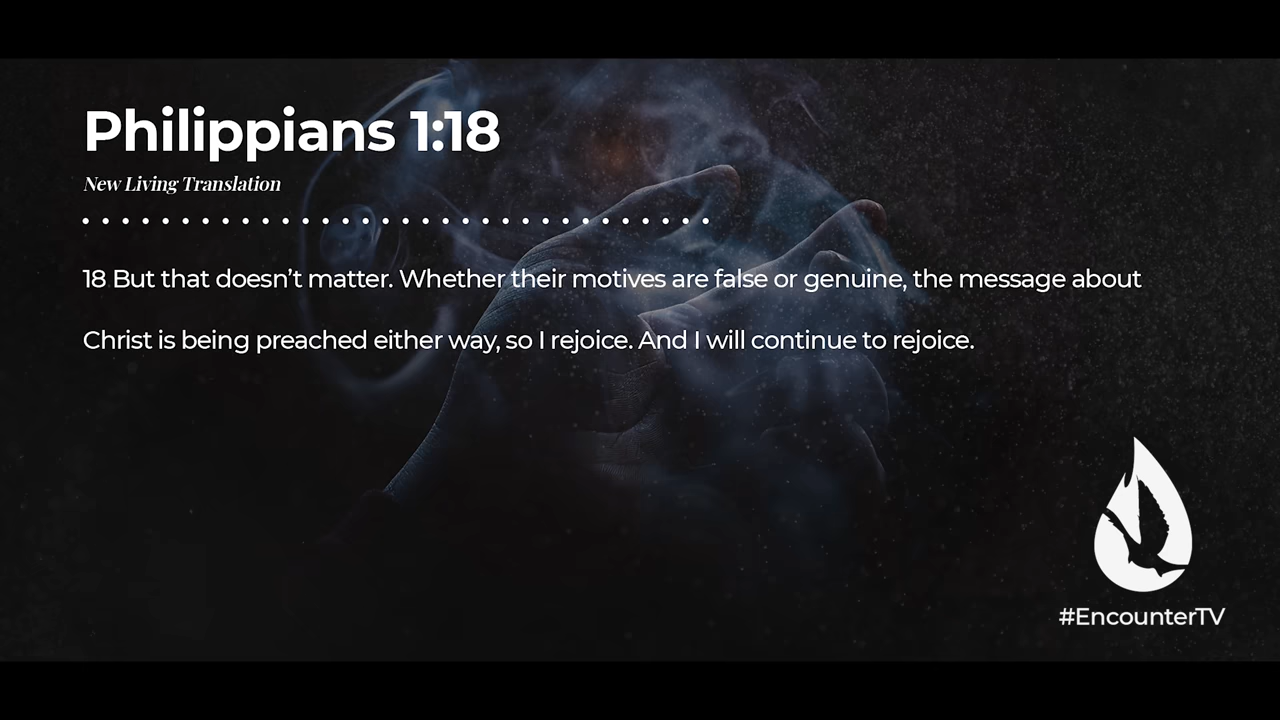 Philippians 1:18
New Living Translation
18 But that doesn’t matter. Whether their motives are false or genuine, the message about
Christ is being preached either way, so I rejoice. And I will continue to rejoice.
#EncounterTV